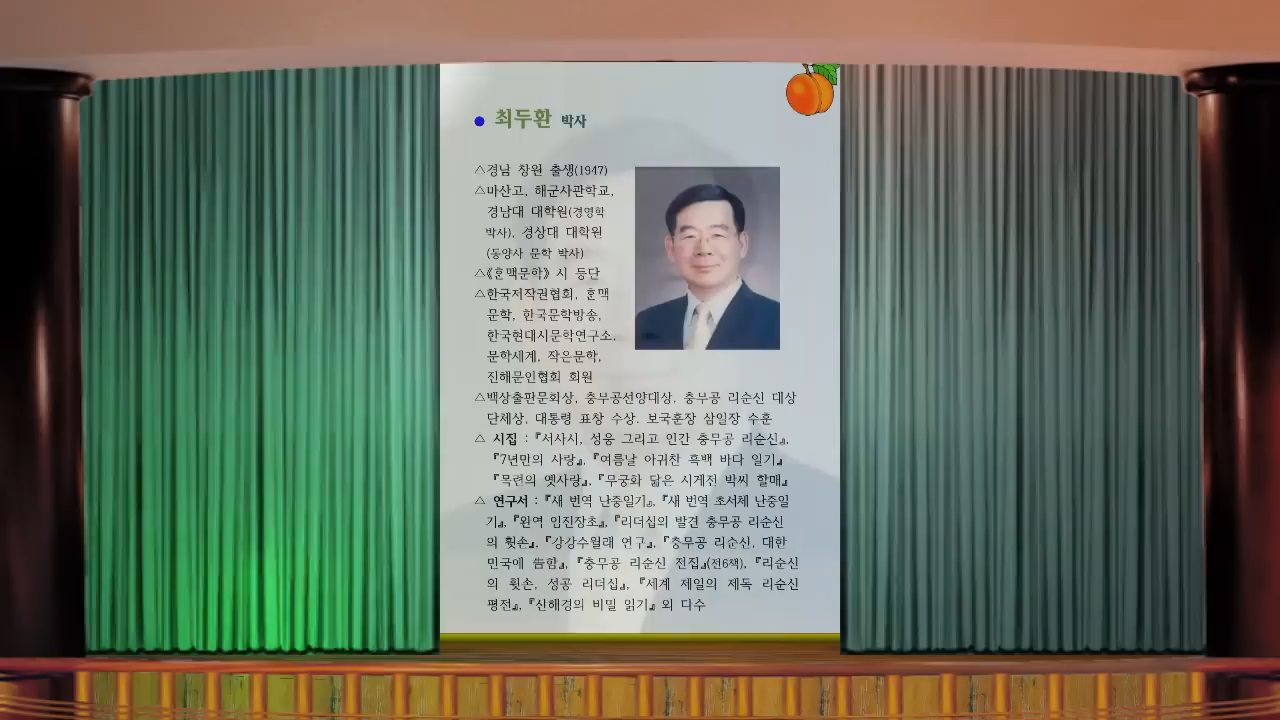 ● 최두환 박사
△경남 창원 출생(1947)
△마산고, 해군사관학교,
경남대 대학원(경영학
박사), 경상대 대학원
(동양사 문학 박사)
△《혼맥문학》 시 등단
△한국저작권협회, 혼맥
문학, 한국문학방송,
한국현대시문학연구소,
문학세계, 작은문학,
진해문인협회 회원
△백상출판문화상, 충무공선양대상, 충무공 리순신 대상
단체상, 대통령 표창 수상. 보국훈장 삼일장 수훈
△ 시집 : 『서사시, 성웅 그리고 인간 충무공 리순신』,
『7년만의 사랑』, 『여름날 아귀찬 흑백 바다 일기』
『목련의 옛사랑』, 『무궁화 닮은 시계전 박씨 할매』
△ 연구서 : 『새 번역 난중일기』, 『새 번역 초서체 난중일
기』, 『완역 임진장초』, 『리더십의 발견 충무공 리순신
의 휫손』, 『강강수월래 연구』, 『충무공 리순신, 대한
민국에 告함』, 『충무공 리순신 전집』(전6책), 『리순신
의 휫손, 성공 리더십』, 『세계 제일의 제독 리순신
평전』, 『신해경의 비밀 읽기』 외 다수